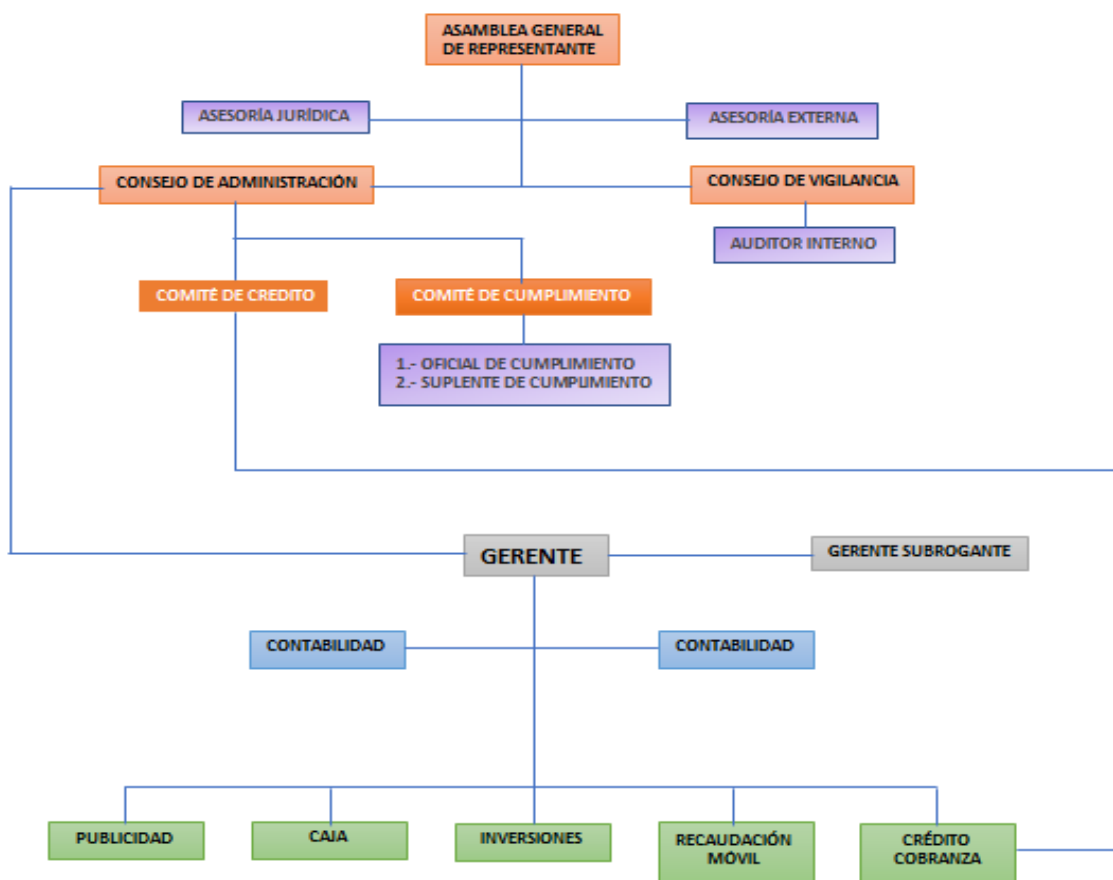 ASAMBLEA GENERAL
DE REPRESENTANTE
ASESORÍA JURÍDICA
ASESORÍA EXTERNA
CONSEJO DE ADMINISTRACIÓN
CONSEJO DE VIGILANCIA
AUDITOR INTERNO
COMITÉ DE CREDITO
COMITÉ DE CUMPLIMIENTO
1.- OFICIAL DE CUMPLIMIENTO
2.- SUPLENTE DE CUMPLIMIENTO
GERENTE
GERENTE SUBROGANTE
CONTABILIDAD
CONTABILIDAD
PUBLICIDAD
CAJA
INVERSIONES
RECAUDACIÓN
MÓVIL
CRÉDITO
COBRANZA